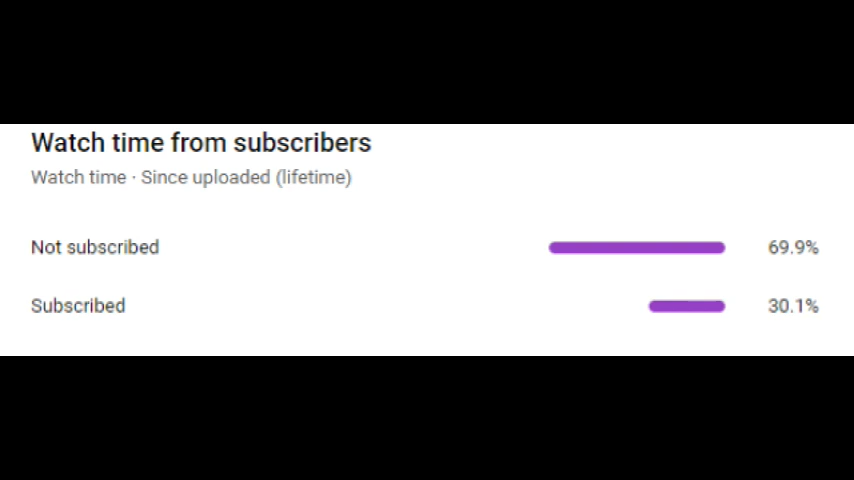 Watch time from subscribers
Watch time · Since uploaded (lifetime)
Not subscribed 69.9%
Subscribed 30.1%